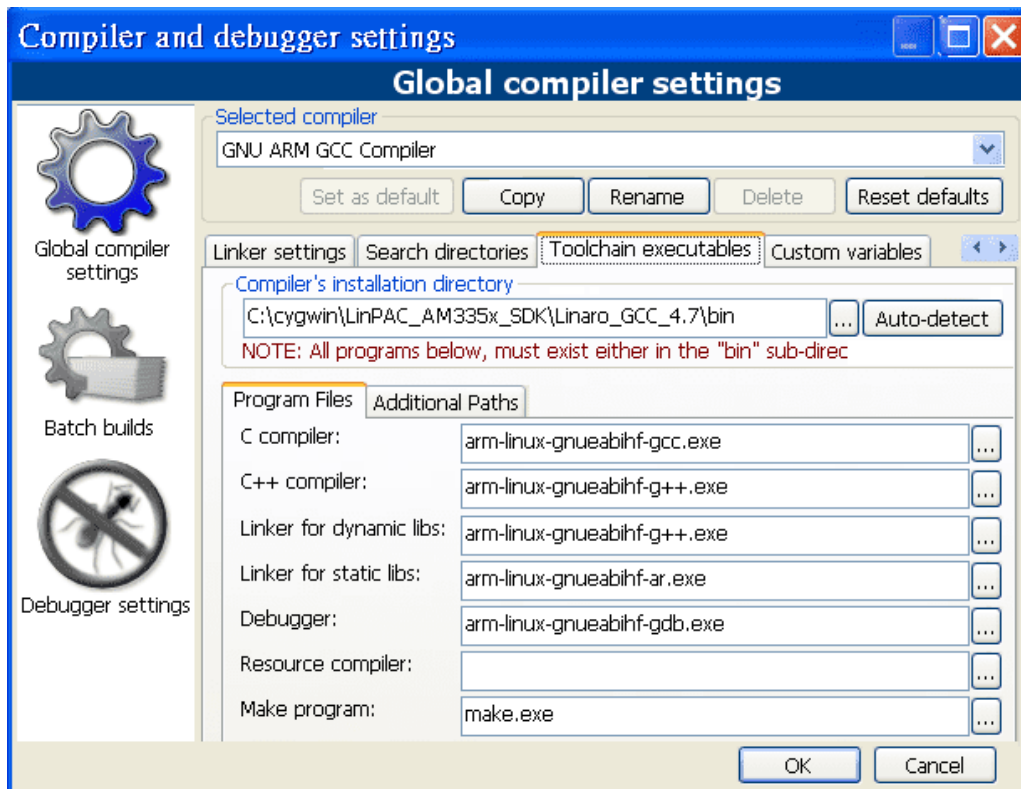 Compiler and debugger settings
Global compiler settings
Selected compiler
GNU ARM GCC Compiler
Set as default Copy Rename Delete Reset defaults
Global compiler
settings
Linker settings Search directories Toolchain executables Custom variables
Compiler's installation directory
C:\cygwin\LinPAC_AM335x_SDK\Linaro_GCC_4.7\bin ... Auto-detect
NOTE: All programs below, must exist either in the "bin" sub-direc
Batch builds
Program Files Additional Paths
C compiler: arm-linux-gnueabihf-gcc.exe ...
C++ compiler: arm-linux-gnueabihf-g++.exe ...
Linker for dynamic libs: arm-linux-gnueabihf-g++.exe ...
Linker for static libs: arm-linux-gnueabihf-ar.exe ...
Debugger settings
Debugger: arm-linux-gnueabihf-gdb.exe ...
Resource compiler: ...
Make program: make.exe ...
OK Cancel